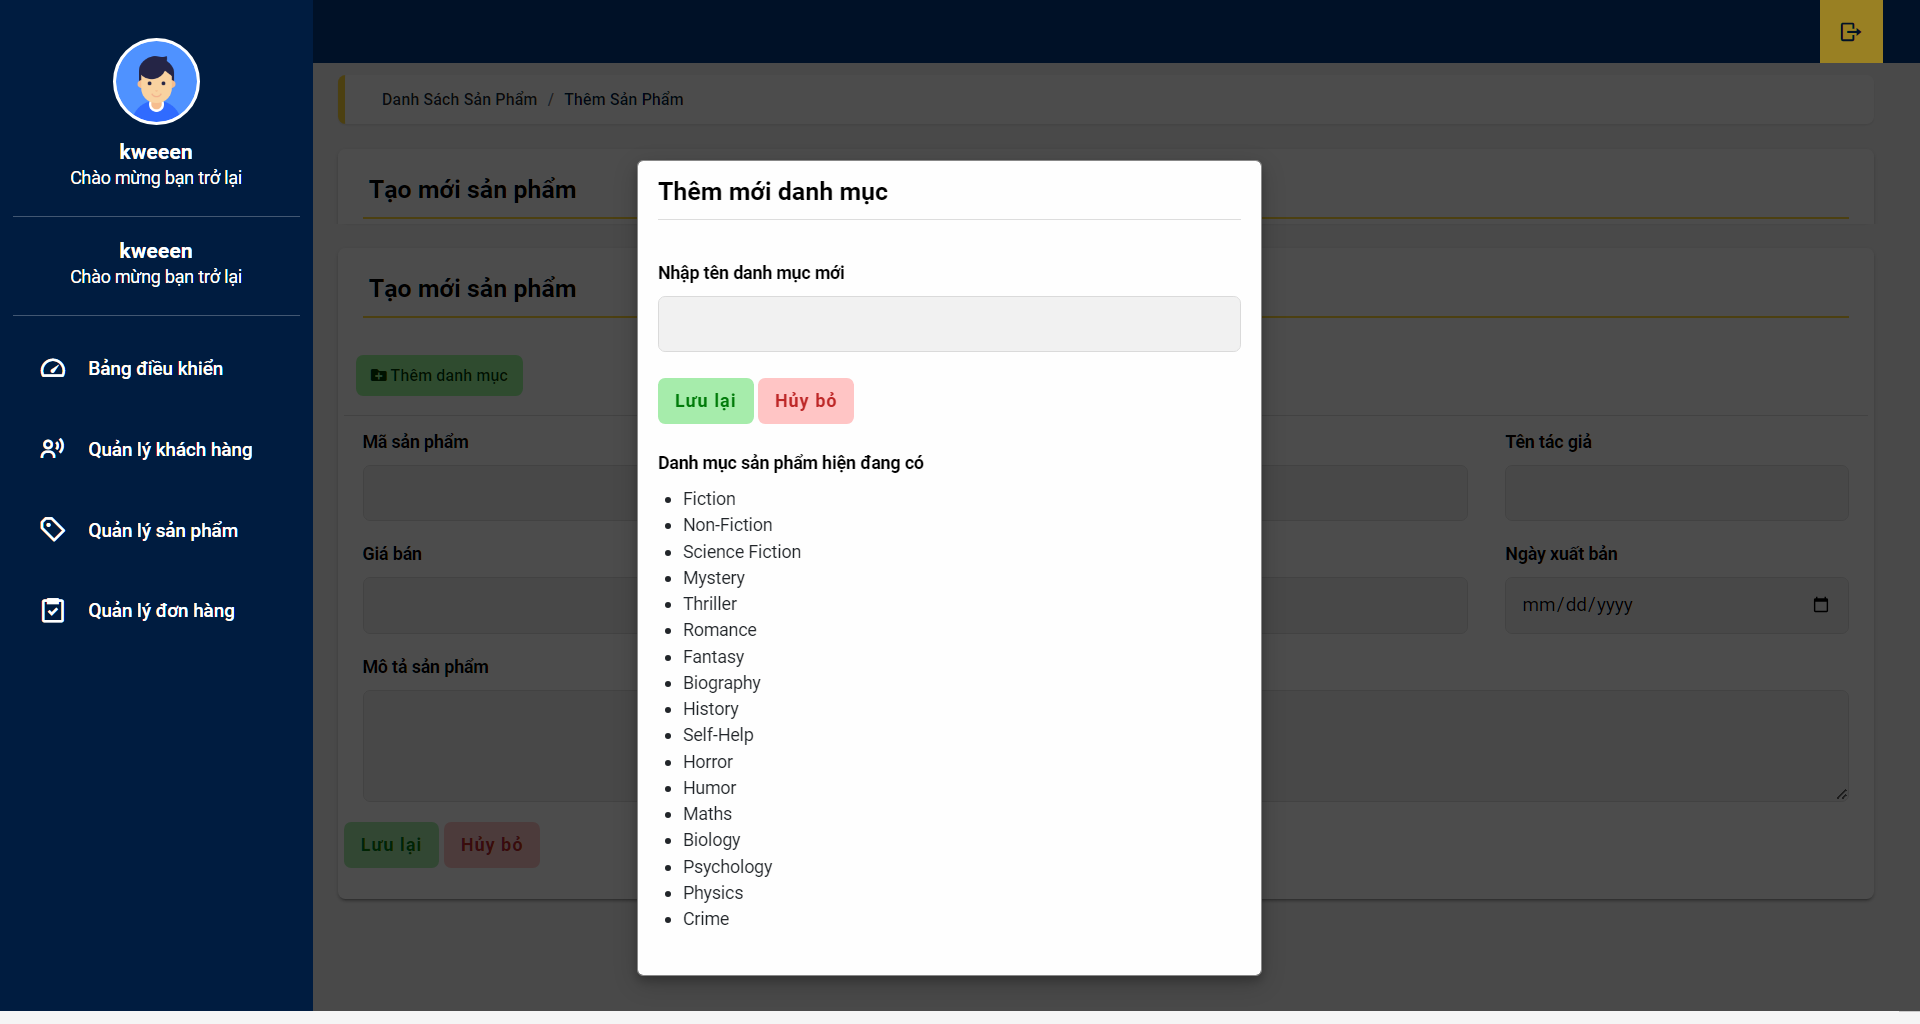 kweeen
Chào mừng bạn trở lại
kweeen
Chào mừng bạn trở lại
Bảng điều khiển
Quản lý khách hàng
Quản lý sản phẩm
Quản lý đơn hàng
Danh Sách Sản Phẩm / Thêm Sản Phẩm
Tạo mới sản phẩm
Tạo mới sản phẩm
Thêm danh mục
Mã sản phẩm
Tên tác giả
Giá bán
Ngày xuất bản
mm/dd/yyyy
Mô tả sản phẩm
Lưu lại Hủy bỏ
Thêm mới danh mục
Nhập tên danh mục mới
Lưu lại Hủy bỏ
Danh mục sản phẩm hiện đang có
Fiction
Non-Fiction
Science Fiction
Mystery
Thriller
Romance
Fantasy
Biography
History
Self-Help
Horror
Humor
Maths
Biology
Psychology
Physics
Crime